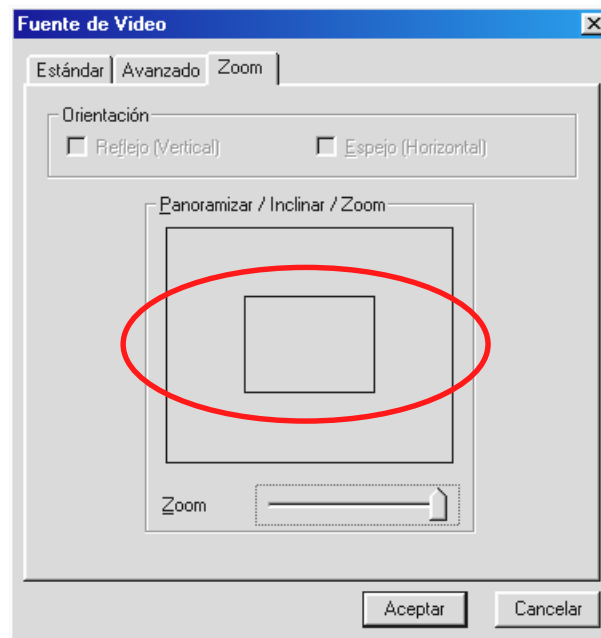 Fuente de Video
Estándar Avanzado Zoom
Orientación
Reflejo (Vertical) Espejo (Horizontal)
Panoramizar / Inclinar / Zoom
Zoom
Aceptar Cancelar